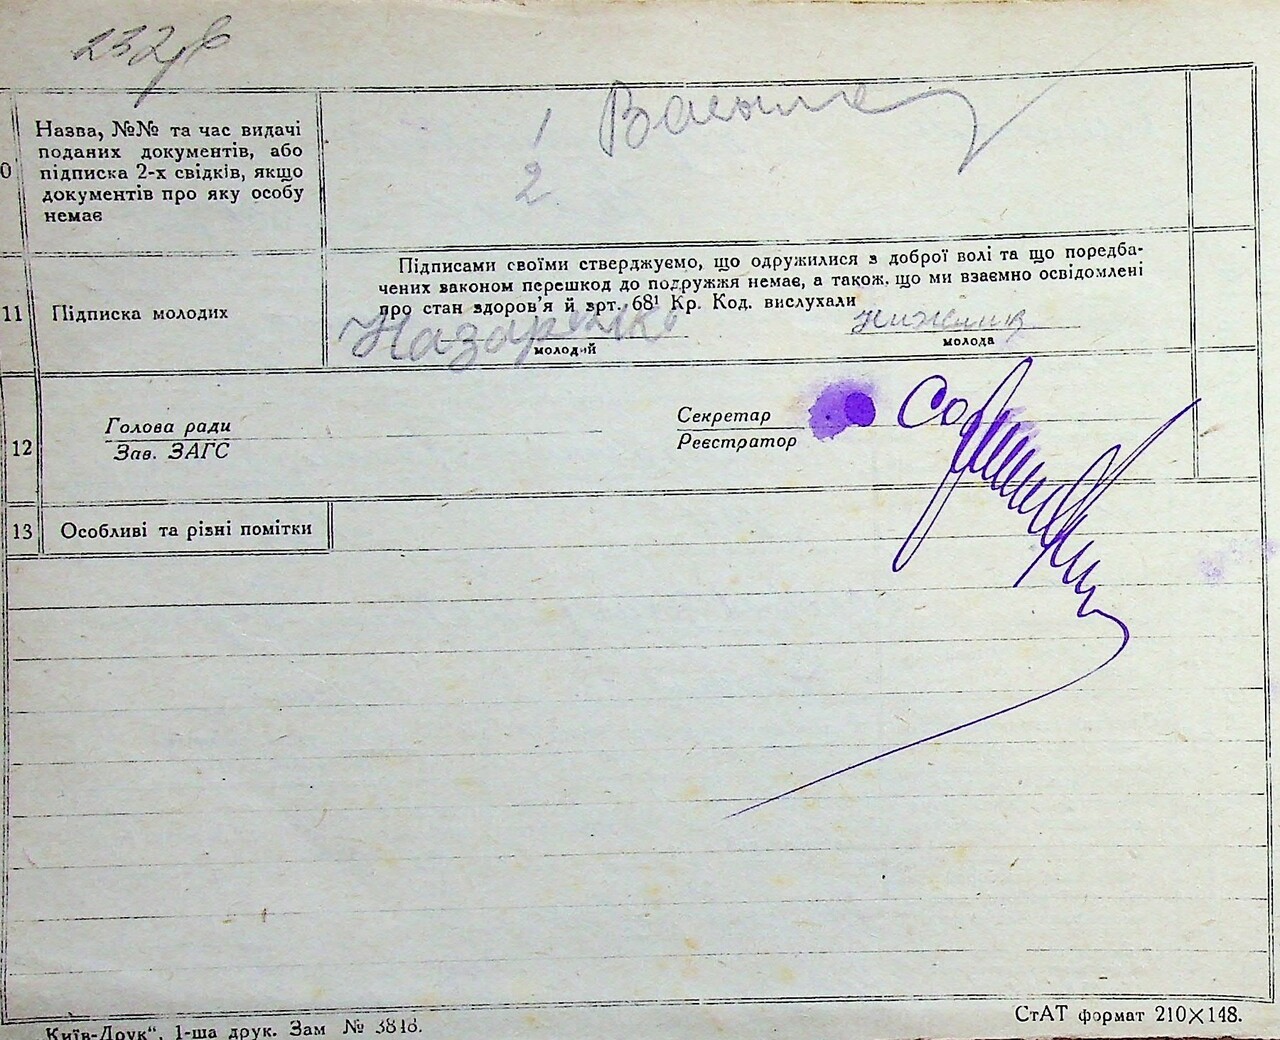 232зв
Назва, №№ та час видачі
поданих документів, або
підписка 2-х свідків, якщо
документів про яку особу
немає
1
2
11
Підписка молодих
Підписами своїми стверджуємо, що одружилися з доброї волі та що передба-
чених законом перешкод до подружжя немає, а також, що ми взаємно освідомлені
про стан здоров'я й арт. 68¹ Кр. Код. вислухали
Назаренко
молодий
молода
12
Голова ради
Зав. ЗАГС
Секретар
Реєстратор
13
Особливі та різні помітки
Київ-Друк“, 1-ша друк. Зам № 3818.
СтАТ формат 210×148.